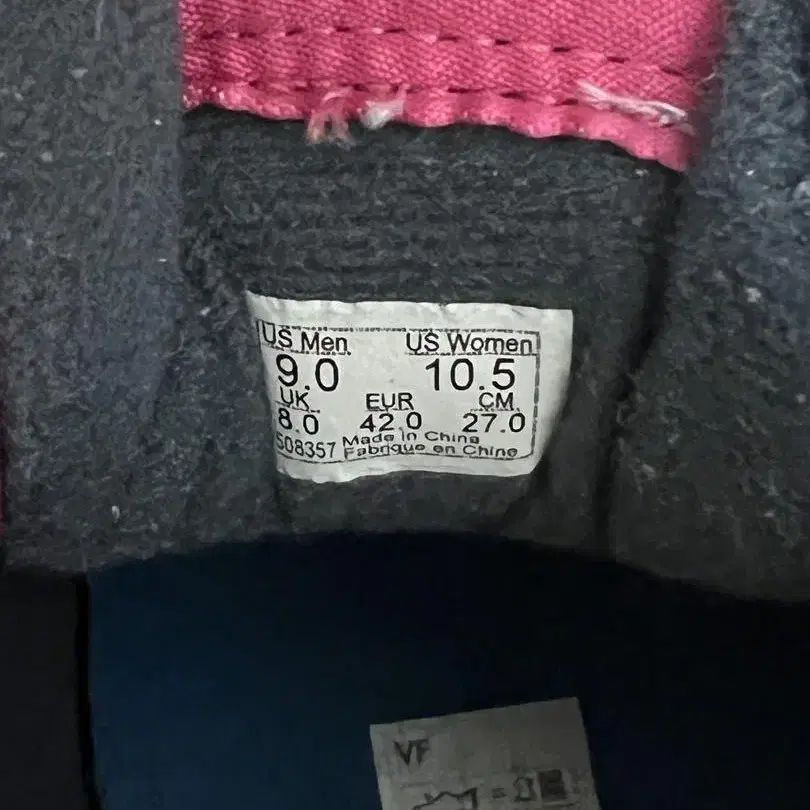 US Men US Women
9.0 10.5
UK EUR CM
8.0 42 0 27.0
508357 Made in China
Fabrique en Chine
VF